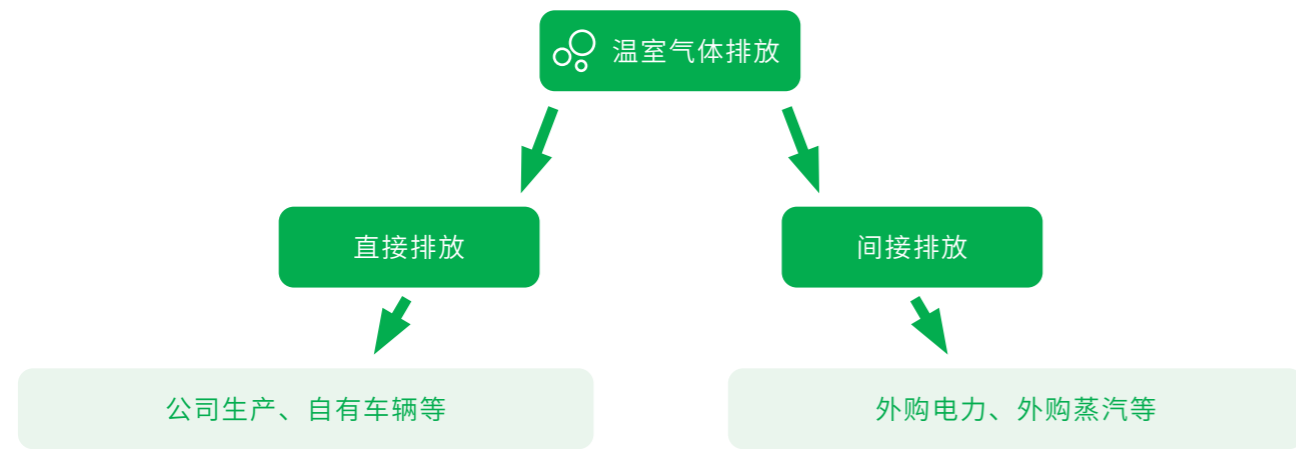 温室气体排放
直接排放
间接排放
公司生产、自有车辆等
外购电力、外购蒸汽等